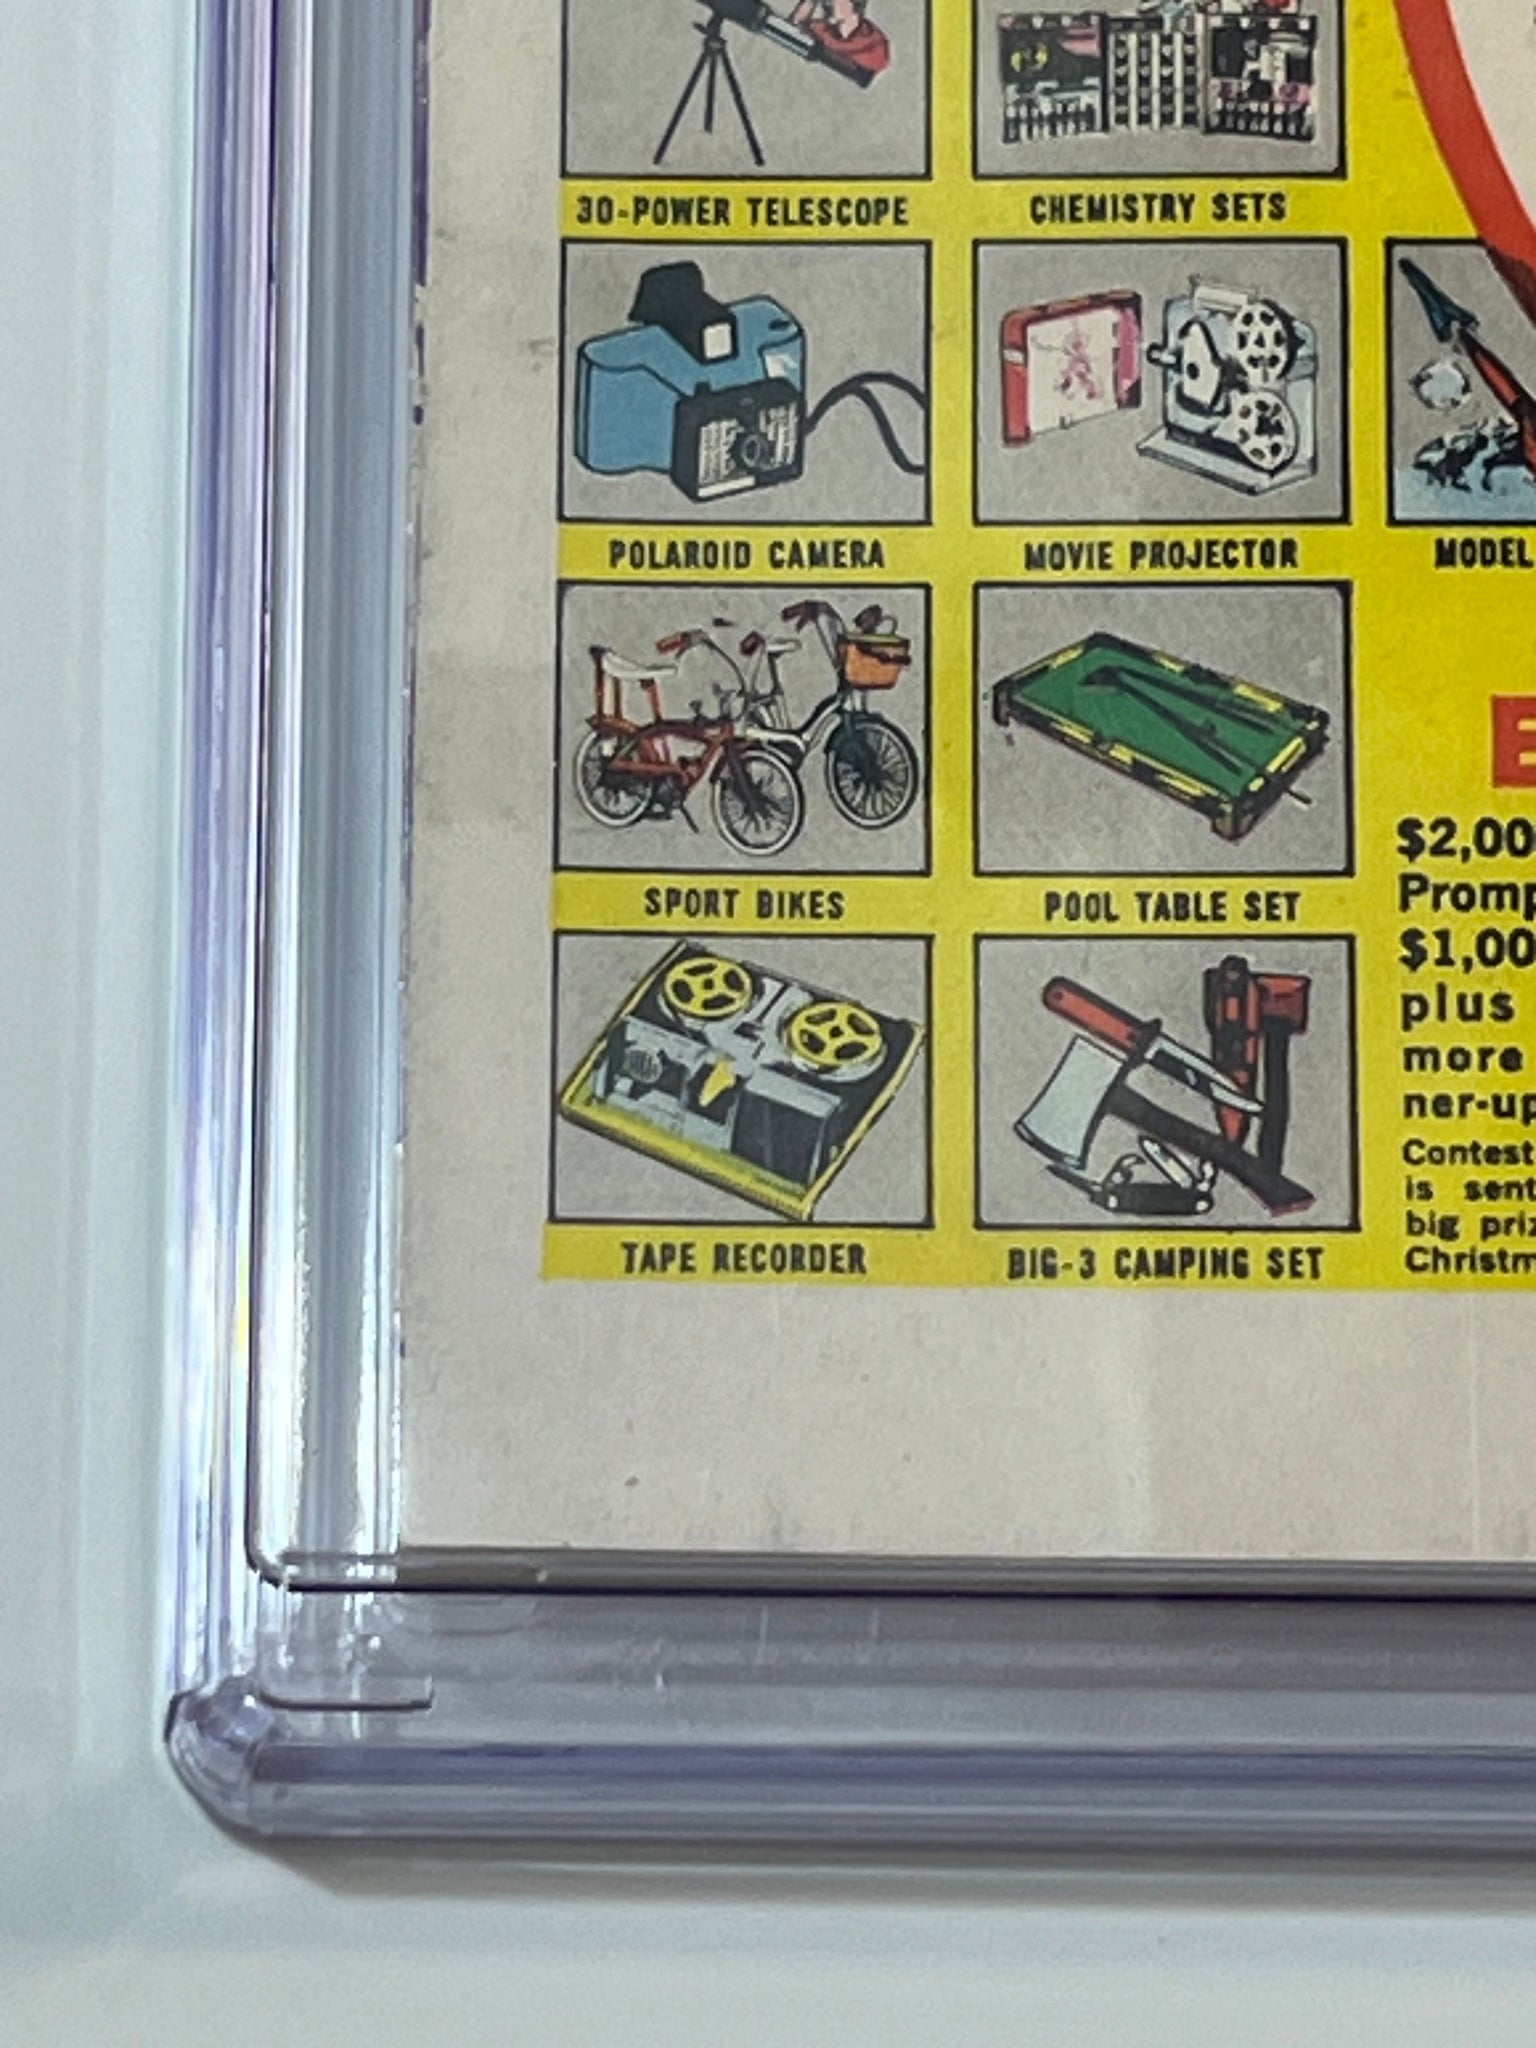 30-POWER TELESCOPE
CHEMISTRY SETS
POLAROID CAMERA
MOVIE PROJECTOR
MODEL
SPORT BIKES
POOL TABLE SET
TAPE RECORDER
BIG-3 CAMPING SET
E
$2,00
Promp
$1,00
plus
more
ner-up
Contest
is sent
big priz
Christm